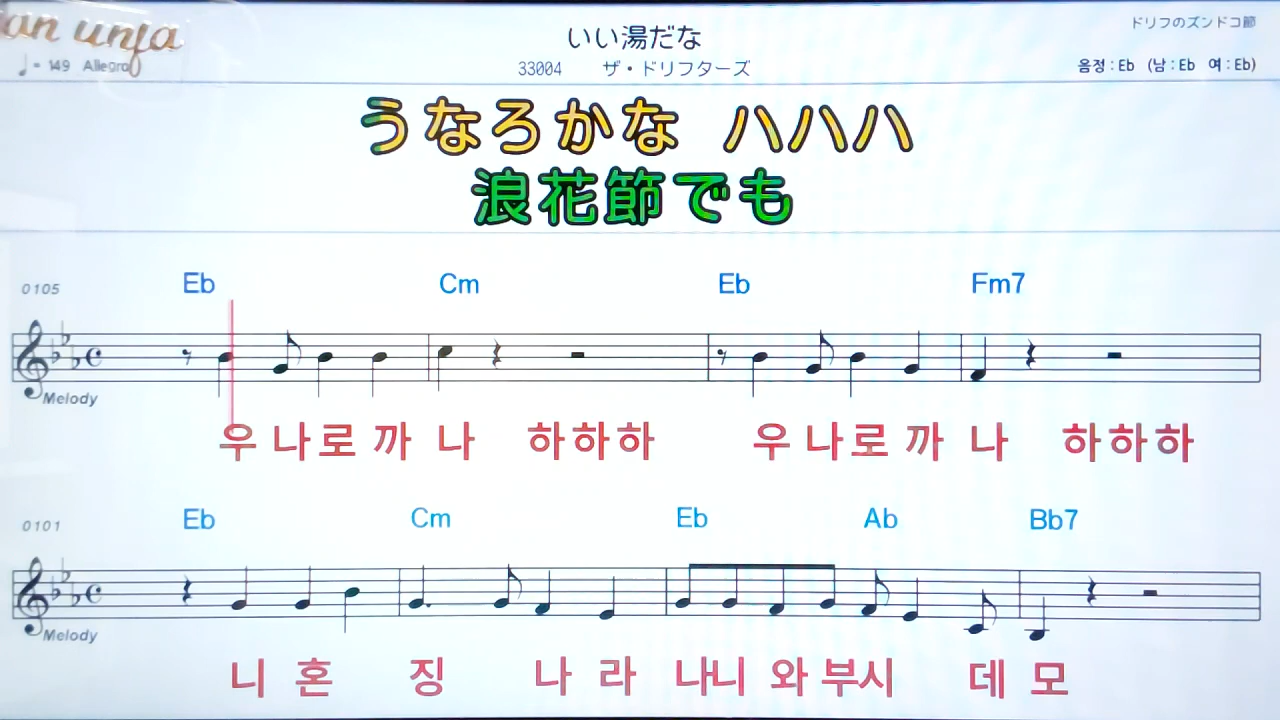 an unfa
いい湯だな
ドリフのズンドコ節
♩= 149 Allegro
33004 ザ・ドリフターズ
음정 : Eb (남 : Eb 여 : Eb)
うなろかな ハハハ
浪花節でも
0105 Eb Cm Eb Fm7
Melody
우 나 로 까 나 하하하 우 나 로 까 나 하하하
0101 Eb Cm Eb Ab Bb7
Melody
니 혼 징 나 라 나니 와 부시 데 모